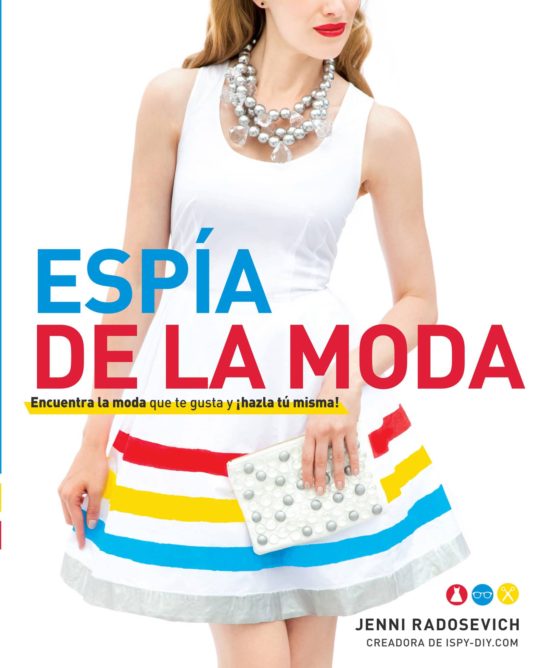 ESPÍA
DE LA MODA
Encuentra la moda que te gusta y ¡hazla tú misma!
JENNI RADOSEVICH
CREADORA DE ISPY-DIY.COM